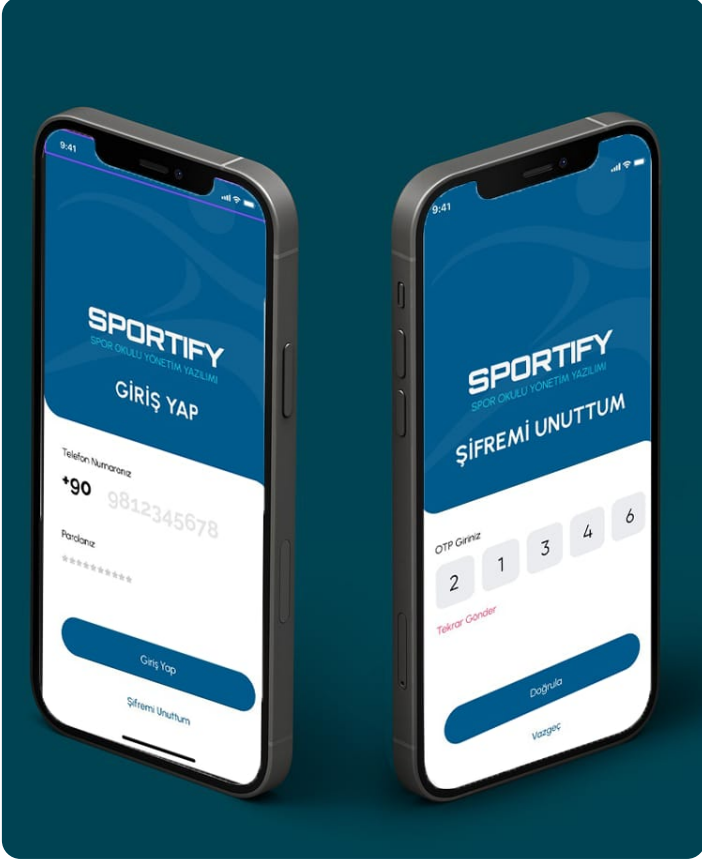 9:41
SPORTIFY
SPOR OKULU YÖNETİM YAZILIMI
GİRİŞ YAP
Telefon Numaranız
+90 9812345678
Parolanız
**********
Giriş Yap
Şifremi Unuttum
9:41
SPORTIFY
SPOR OKULU YÖNETİM YAZILIMI
ŞİFREMİ UNUTTUM
OTP Giriniz
2 1 3 4 6
Tekrar Gönder
Doğrula
Vazgeç